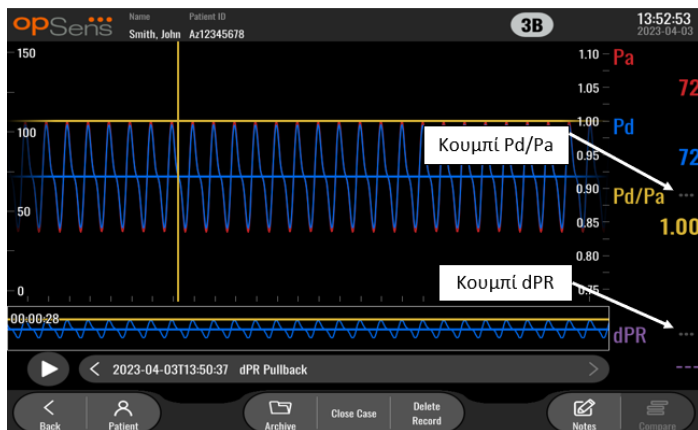 opSens
Name Patient ID
Smith, John Az12345678
3B
13:52:53
2023-04-03
150
100
50
0
1.10
1.05
1.00
0.95
0.90
0.85
0.80
0.75
Pa
72
Pd
72
Κουμπί Pd/Pa
---
Pd/Pa
1.00
Κουμπί dPR
00:00:28
dPR ---
---
< 2023-04-03T13:50:37 dPR Pullback >
Back
Patient
Archive
Close Case
Delete
Record
Notes
Compare